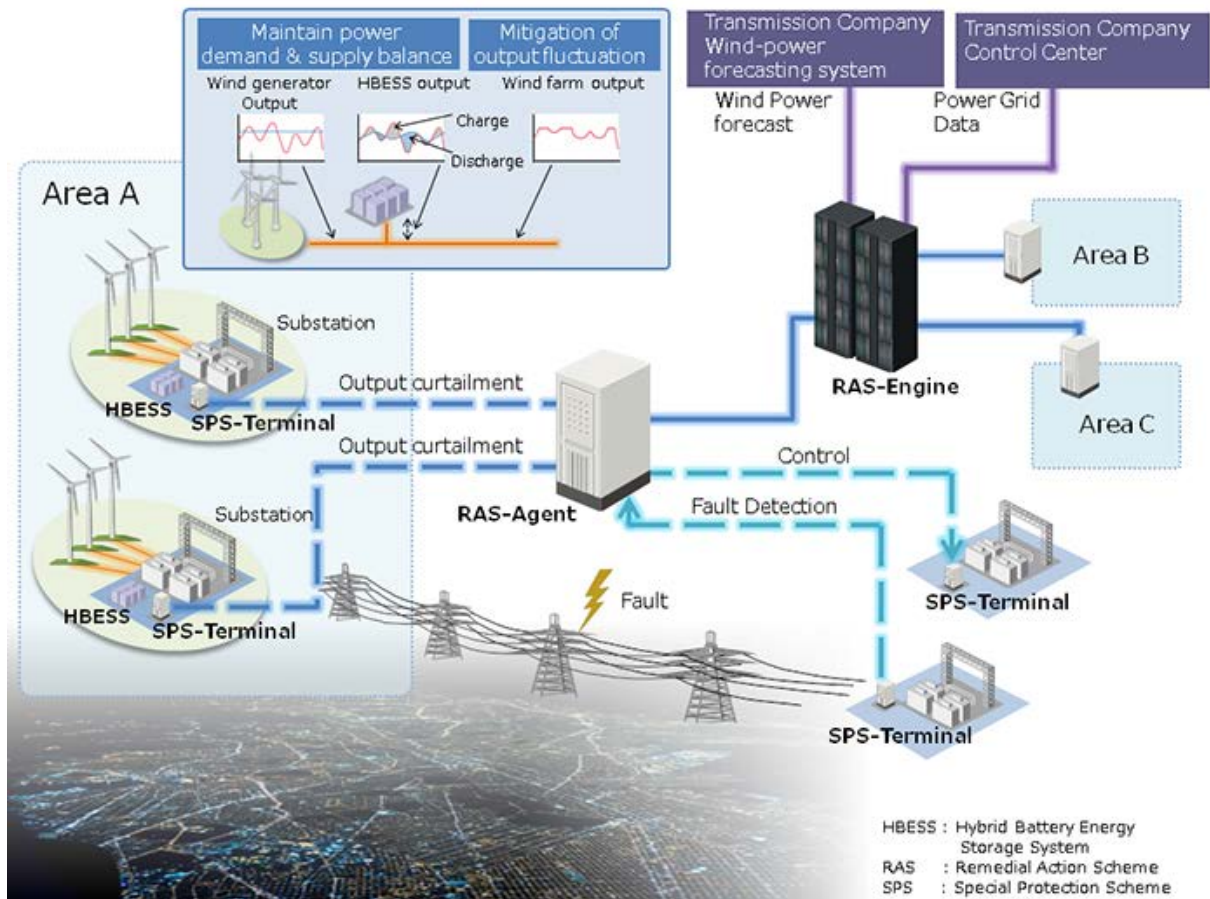 Maintain power
demand & supply balance
Mitigation of
output fluctuation
Wind generator
Output
HBESS output
Wind farm output
Charge
Discharge
Transmission Company
Wind-power
forecasting system
Transmission Company
Control Center
Wind Power
forecast
Power Grid
Data
Area A
Area B
Area C
RAS-Engine
Substation
HBESS
SPS-Terminal
Output curtailment
Output curtailment
RAS-Agent
Control
Fault Detection
Substation
HBESS
SPS-Terminal
Fault
SPS-Terminal
SPS-Terminal
HBESS : Hybrid Battery Energy
Storage System
RAS : Remedial Action Scheme
SPS : Special Protection Scheme